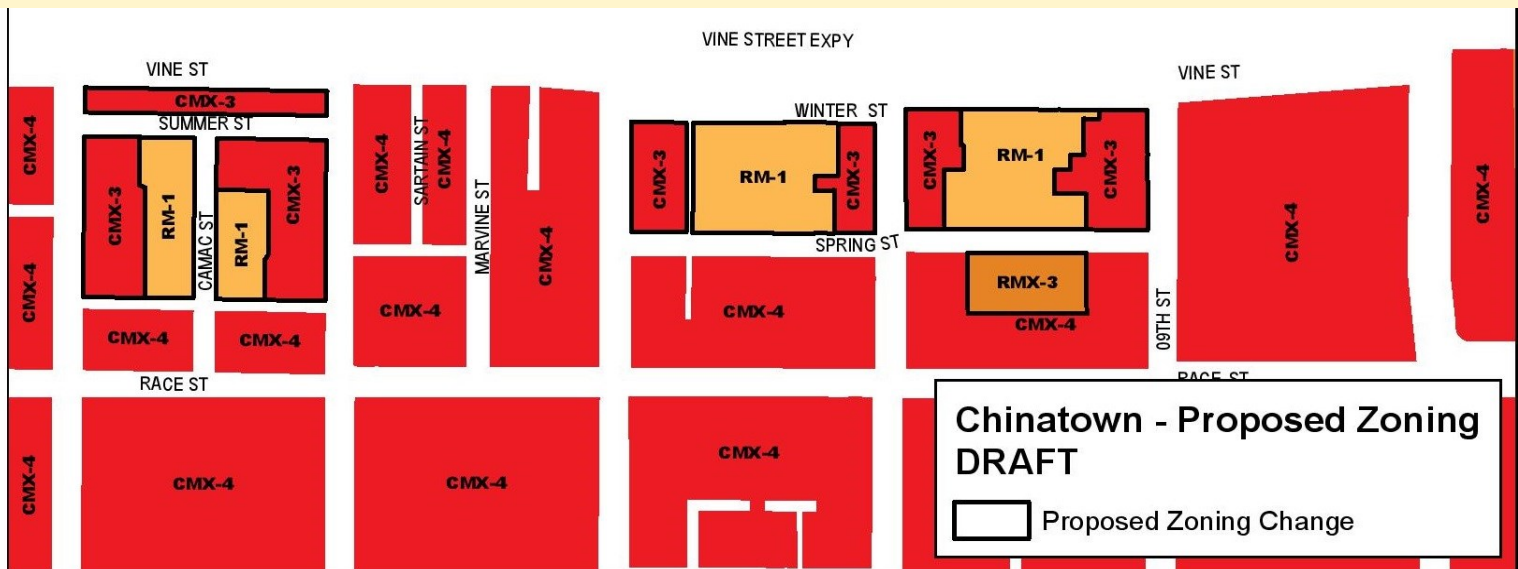 VINE STREET EXPY
VINE ST
VINE ST
CMX-3
SUMMER ST
WINTER ST
CMX-4
CMX-3
RM-1
CAMAC ST
RM-1
CMX-3
CMX-4
SARTAIN ST
CMX-4
MARVINE ST
CMX-4
CMX-3
RM-1
CMX-3
CMX-3
RM-1
CMX-3
CMX-4
CMX-4
SPRING ST
CMX-4
CMX-4
CMX-4
CMX-4
CMX-4
RMX-3
CMX-4
09TH ST
RACE ST
RACE ST
CMX-4
CMX-4
CMX-4
CMX-4
Chinatown - Proposed Zoning
DRAFT
Proposed Zoning Change
CMX-4